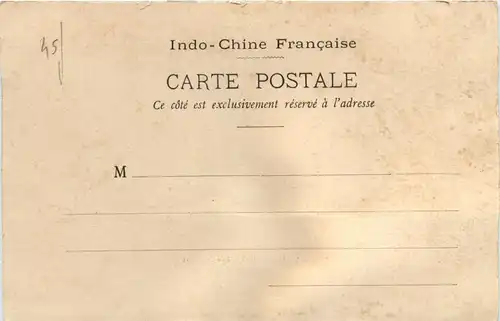 45
Indo-Chine Française
CARTE POSTALE
Ce côté est exclusivement réservé à l'adresse
M